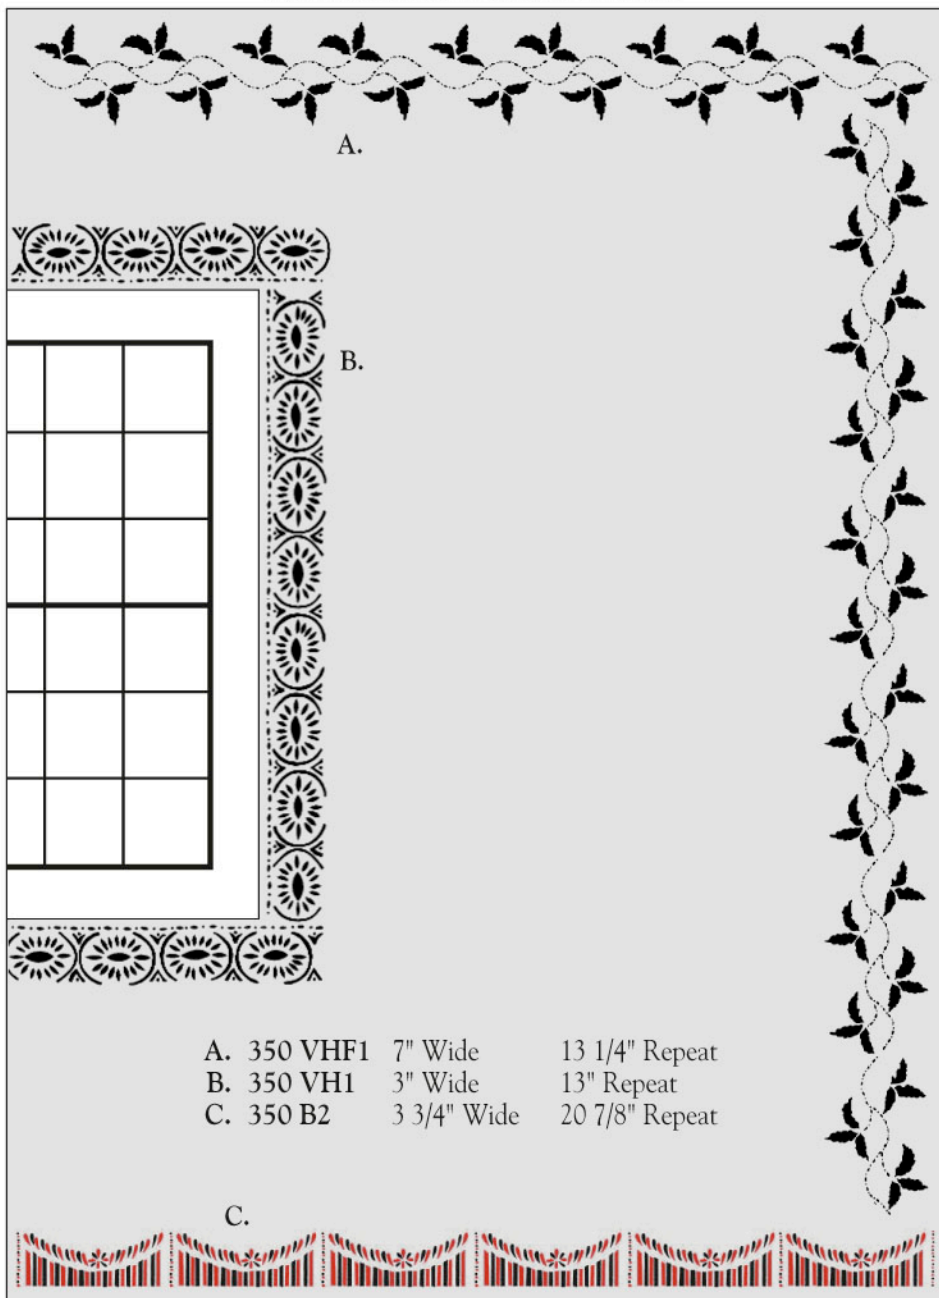 A.
B.
A. 350 VHF1 7" Wide 13 1/4" Repeat
B. 350 VH1 3" Wide 13" Repeat
C. 350 B2 3 3/4" Wide 20 7/8" Repeat
C.